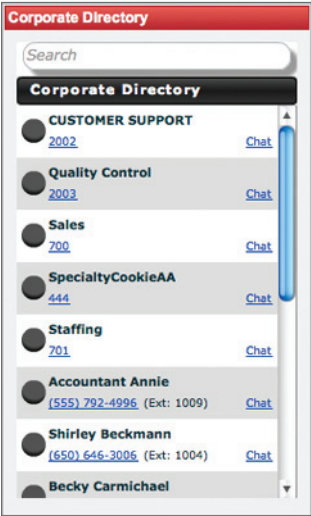 Corporate Directory
Search
Corporate Directory
CUSTOMER SUPPORT
2002 Chat
Quality Control
2003 Chat
Sales
700 Chat
SpecialtyCookieAA
444 Chat
Staffing
701 Chat
Accountant Annie
(555) 792-4996 (Ext: 1009) Chat
Shirley Beckmann
(650) 646-3006 (Ext: 1004) Chat
Becky Carmichael